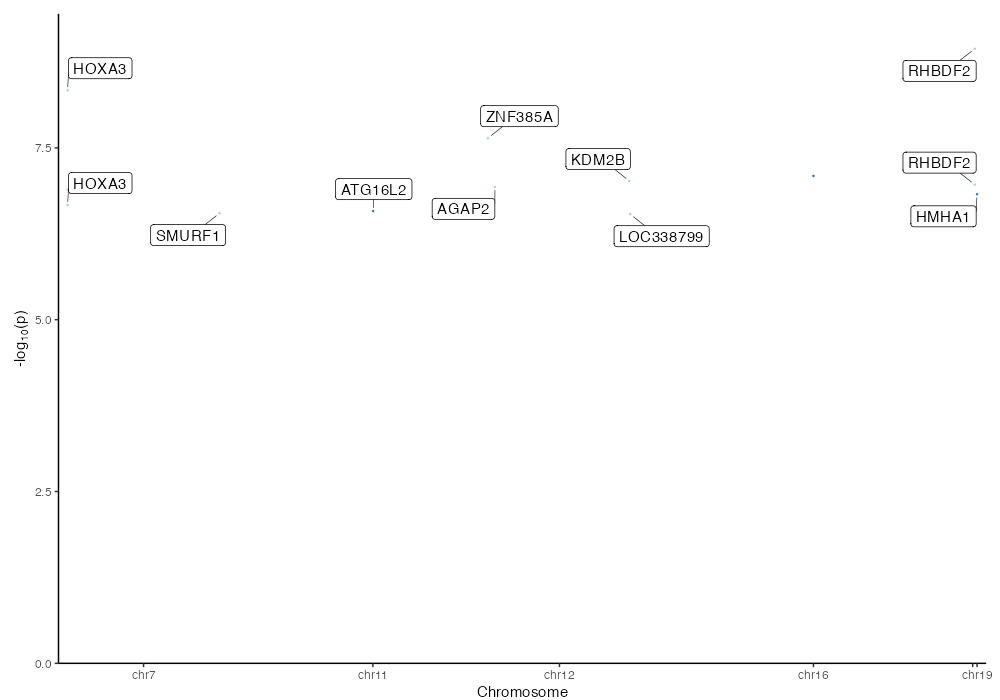 HOXA3
RHBDF2
ZNF385A
7.5
KDM2B
RHBDF2
HOXA3
ATG16L2
AGAP2
HMHA1
SMURF1
LOC338799
5.0
-log10(p)
2.5
0.0
chr7
chr11
chr12
chr16
chr19
Chromosome